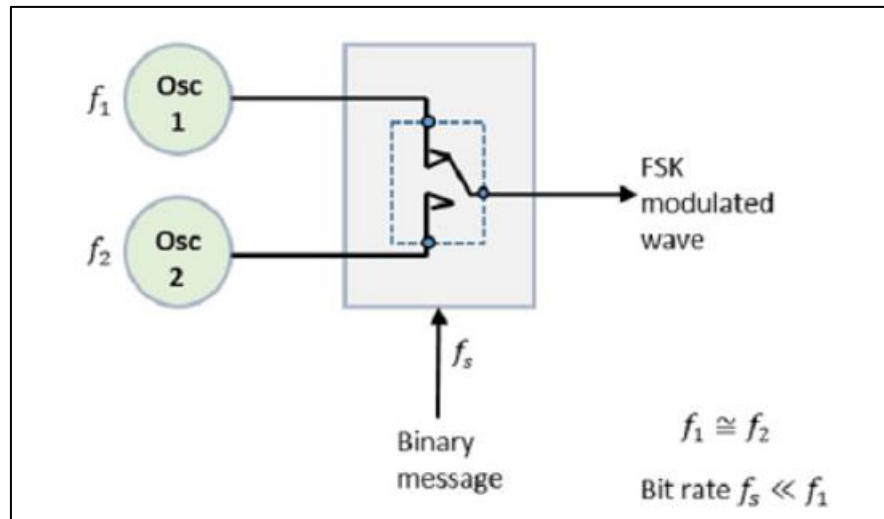 Osc
1
f₁
Osc
2
f₂
FSK
modulated
wave
fₛ
Binary
message
f₁ ≅ f₂
Bit rate fₛ ≪ f₁